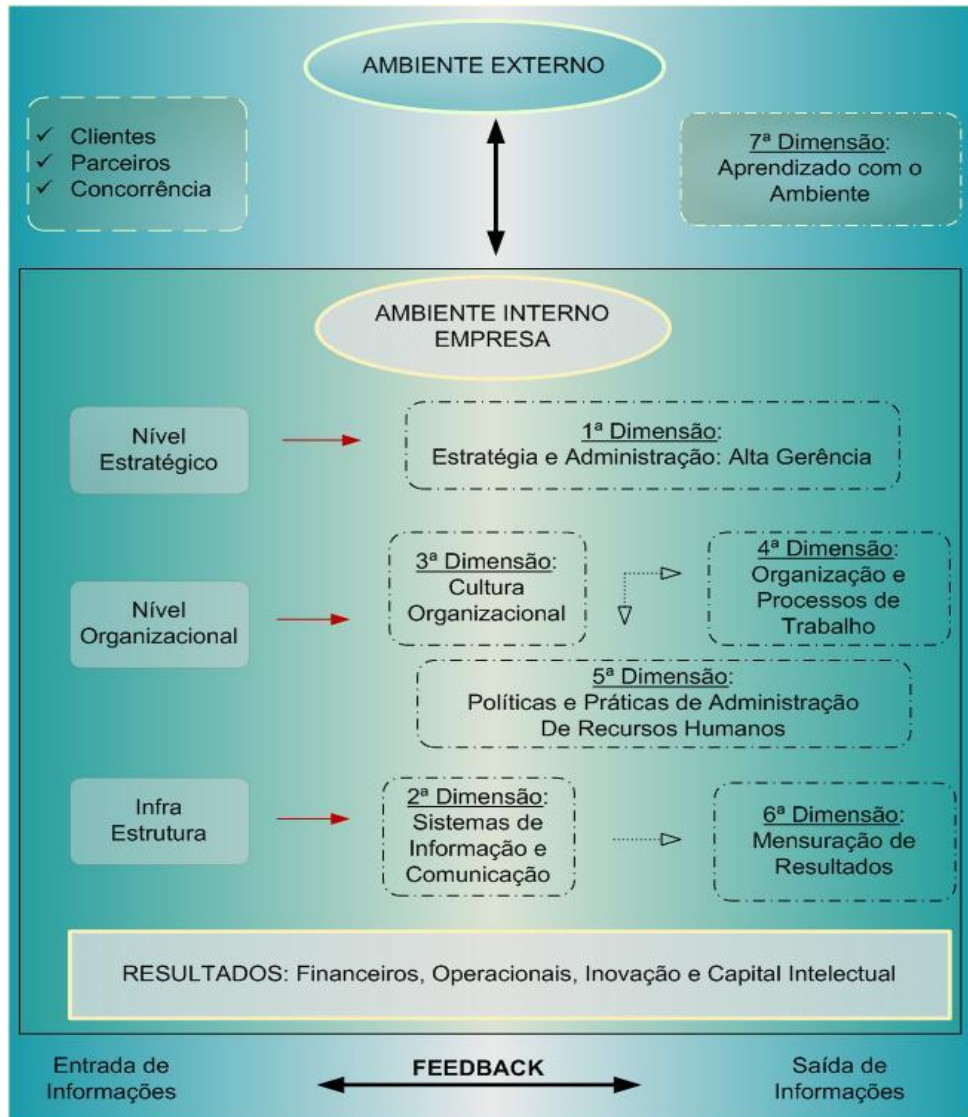 AMBIENTE EXTERNO
✓ Clientes
✓ Parceiros
✓ Concorrência
7ª Dimensão:
Aprendizado com o
Ambiente
AMBIENTE INTERNO
EMPRESA
Nível
Estratégico
1ª Dimensão:
Estratégia e Administração: Alta Gerência
Nível
Organizacional
3ª Dimensão:
Cultura
Organizacional
4ª Dimensão:
Organização e
Processos de
Trabalho
5ª Dimensão:
Políticas e Práticas de Administração
De Recursos Humanos
Infra
Estrutura
2ª Dimensão:
Sistemas de
Informação e
Comunicação
6ª Dimensão:
Mensuração de
Resultados
RESULTADOS: Financeiros, Operacionais, Inovação e Capital Intelectual
Entrada de
Informações
FEEDBACK
Saída de
Informações